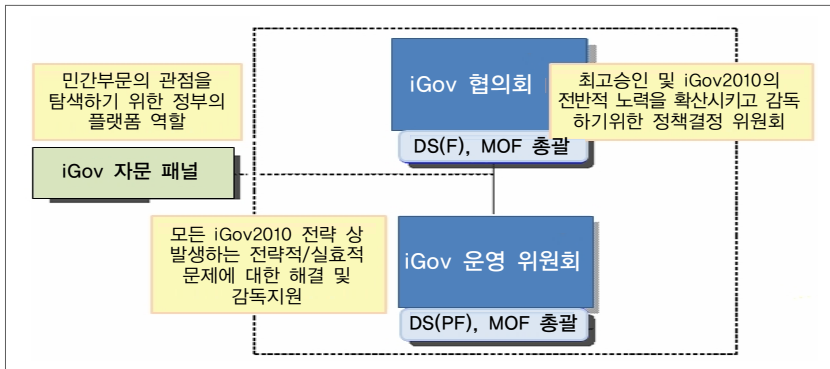 iGov 협의회
민간부문의 관점을
탐색하기 위한 정부의
플랫폼 역할
최고승인 및 iGov2010의
전반적 노력을 확산시키고 감독
하기위한 정책결정 위원회
DS(F), MOF 총괄
iGov 자문 패널
모든 iGov2010 전략 상
발생하는 전략적/실효적
문제에 대한 해결 및
감독지원
iGov 운영 위원회
DS(PF), MOF 총괄